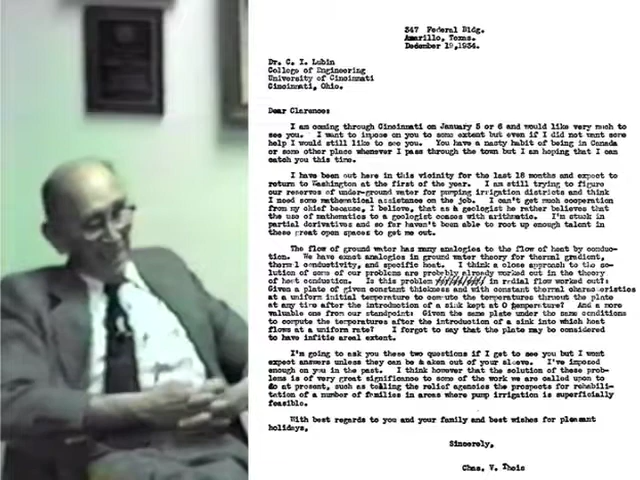 347 Federal Bldg.
Amarillo, Texas.
December 19,1934.
Dr. C. I. Lubin
College of Engineering
University of Cincinnati
Cincinnati, Ohio.
Dear Clarence:
I am coming through Cincinnati on January 5 or 6 and would like very much to
see you. I want to impose on you to some extent but even if I did not want some
help I would still like to see you. You have a nasty habit of being in Canada
or some other place whenever I pass through the town but I am hoping that I can
catch you this time.
I have been out here in this vicinity for the last 18 months and expect to
return to Washington at the first of the year. I am still trying to figure
our reserves of under-ground water for pumping irrigation districts and think
I need some mathematical assistance on the job. I can't get much cooperation
from my chief because, I believe, that as a geologist he rather believes that
the use of mathematics to a geologist ceases with arithmetic. I'm stuck in
partial derivatives and so far haven't been able to root up enough talent in
these great open spaces to get me out.
The flow of ground water has many analogies to the flow of heat by conduc-
tion. We have exact analogies in ground water theory for thermal gradient,
thermal conductivity, and specific heat. I think a close approach to the so-
lution of some of our problems are probably already worked out in the theory
of heat conduction. Is this problem in radial flow worked out?:
Given a plate of given constant thickness and with constant thermal characteristics
at a uniform initial temperature to compute the temperatures thruout the plate
at any time after the introduction of a sink kept at 0 temperature? And a more
valuable one from our standpoint: Given the same plate under the same conditions
to compute the temperatures after the introduction of a sink into which heat
flows at a uniform rate? I forgot to say that the plate may be considered
to have infinite areal extent.
I'm going to ask you these two questions if I get to see you but I wont
expect answers unless they can be shaken out of your sleeve. I've imposed
enough on you in the past. I think however that the solution of these prob-
lems is of very great significance to some of the work we are called upon to
do at present, such as telling the relief agencies the prospects for rehabili-
tation of a number of families in areas where pump irrigation is superficially
feasible.
With best regards to you and your family and best wishes for pleasant
holidays,
Sincerely,
Chas. V. Theis